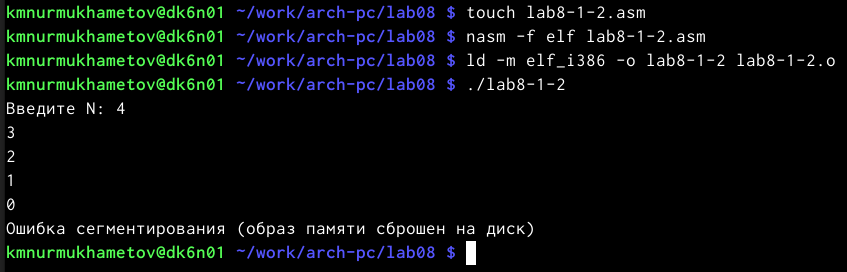 kmnurmukhametov@dk6n01 ~/work/arch-pc/lab08 $ touch lab8-1-2.asm
kmnurmukhametov@dk6n01 ~/work/arch-pc/lab08 $ nasm -f elf lab8-1-2.asm
kmnurmukhametov@dk6n01 ~/work/arch-pc/lab08 $ ld -m elf_i386 -o lab8-1-2 lab8-1-2.o
kmnurmukhametov@dk6n01 ~/work/arch-pc/lab08 $ ./lab8-1-2
Введите N: 4
3
2
1
0
Ошибка сегментирования (образ памяти сброшен на диск)
kmnurmukhametov@dk6n01 ~/work/arch-pc/lab08 $